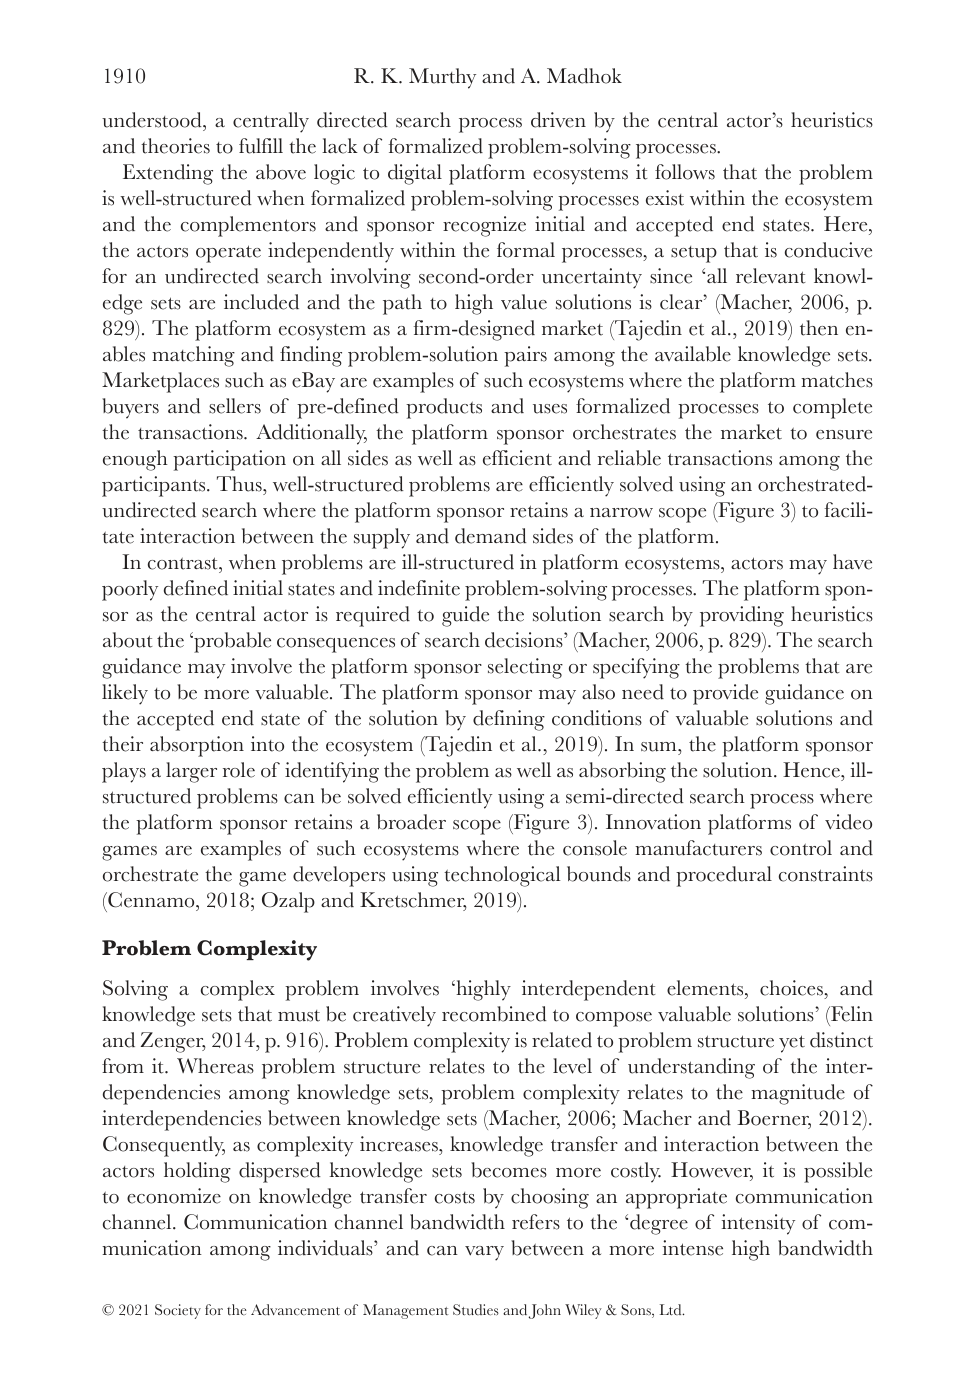 1910
R. K. Murthy and A. Madhok
understood, a centrally directed search process driven by the central actor's heuristics
and theories to fulfill the lack of formalized problem-solving processes.
Extending the above logic to digital platform ecosystems it follows that the problem
is well-structured when formalized problem-solving processes exist within the ecosystem
and the complementors and sponsor recognize initial and accepted end states. Here,
the actors operate independently within the formal processes, a setup that is conducive
for an undirected search involving second-order uncertainty since ‘all relevant knowl-
edge sets are included and the path to high value solutions is clear’ (Macher, 2006, p.
829). The platform ecosystem as a firm-designed market (Tajedin et al., 2019) then en-
ables matching and finding problem-solution pairs among the available knowledge sets.
Marketplaces such as eBay are examples of such ecosystems where the platform matches
buyers and sellers of pre-defined products and uses formalized processes to complete
the transactions. Additionally, the platform sponsor orchestrates the market to ensure
enough participation on all sides as well as efficient and reliable transactions among the
participants. Thus, well-structured problems are efficiently solved using an orchestrated-
undirected search where the platform sponsor retains a narrow scope (Figure 3) to facili-
tate interaction between the supply and demand sides of the platform.
In contrast, when problems are ill-structured in platform ecosystems, actors may have
poorly defined initial states and indefinite problem-solving processes. The platform spon-
sor as the central actor is required to guide the solution search by providing heuristics
about the ‘probable consequences of search decisions’ (Macher, 2006, p. 829). The search
guidance may involve the platform sponsor selecting or specifying the problems that are
likely to be more valuable. The platform sponsor may also need to provide guidance on
the accepted end state of the solution by defining conditions of valuable solutions and
their absorption into the ecosystem (Tajedin et al., 2019). In sum, the platform sponsor
plays a larger role of identifying the problem as well as absorbing the solution. Hence, ill-
structured problems can be solved efficiently using a semi-directed search process where
the platform sponsor retains a broader scope (Figure 3). Innovation platforms of video
games are examples of such ecosystems where the console manufacturers control and
orchestrate the game developers using technological bounds and procedural constraints
(Cennamo, 2018; Ozalp and Kretschmer, 2019).
Problem Complexity
Solving a complex problem involves ‘highly interdependent elements, choices, and
knowledge sets that must be creatively recombined to compose valuable solutions’ (Felin
and Zenger, 2014, p. 916). Problem complexity is related to problem structure yet distinct
from it. Whereas problem structure relates to the level of understanding of the inter-
dependencies among knowledge sets, problem complexity relates to the magnitude of
interdependencies between knowledge sets (Macher, 2006; Macher and Boerner, 2012).
Consequently, as complexity increases, knowledge transfer and interaction between the
actors holding dispersed knowledge sets becomes more costly. However, it is possible
to economize on knowledge transfer costs by choosing an appropriate communication
channel. Communication channel bandwidth refers to the ‘degree of intensity of com-
munication among individuals’ and can vary between a more intense high bandwidth
© 2021 Society for the Advancement of Management Studies and John Wiley & Sons, Ltd.